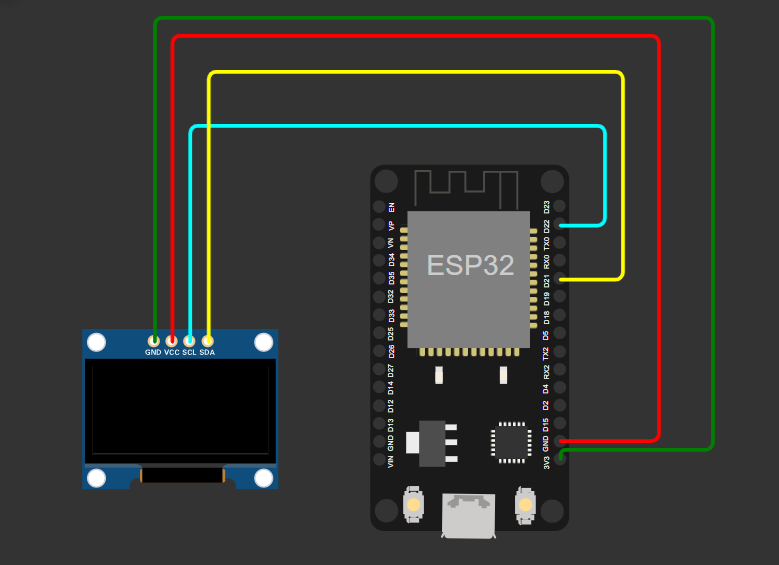 GND VCC SCL SDA
ESP32
EN
VP
VN
D34
D35
D32
D33
D25
D26
D27
D14
D12
D13
GND
VIN
D23
D22
TX0
RX0
D21
D19
D18
D5
TX2
RX2
D4
D2
D15
GND
3V3